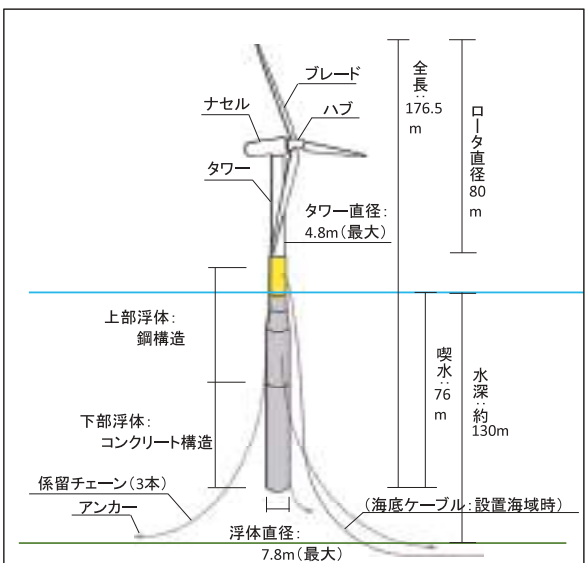 ブレード
ナセル
ハブ
タワー
タワー直径：
4.8m（最大）
全長：
176.5
m
ロータ直径
80
m
上部浮体：
鋼構造
喫水：
76
m
水深：約
130m
下部浮体：
コンクリート構造
係留チェーン（3本）
アンカー
（海底ケーブル：設置海域時）
浮体直径：
7.8m（最大）